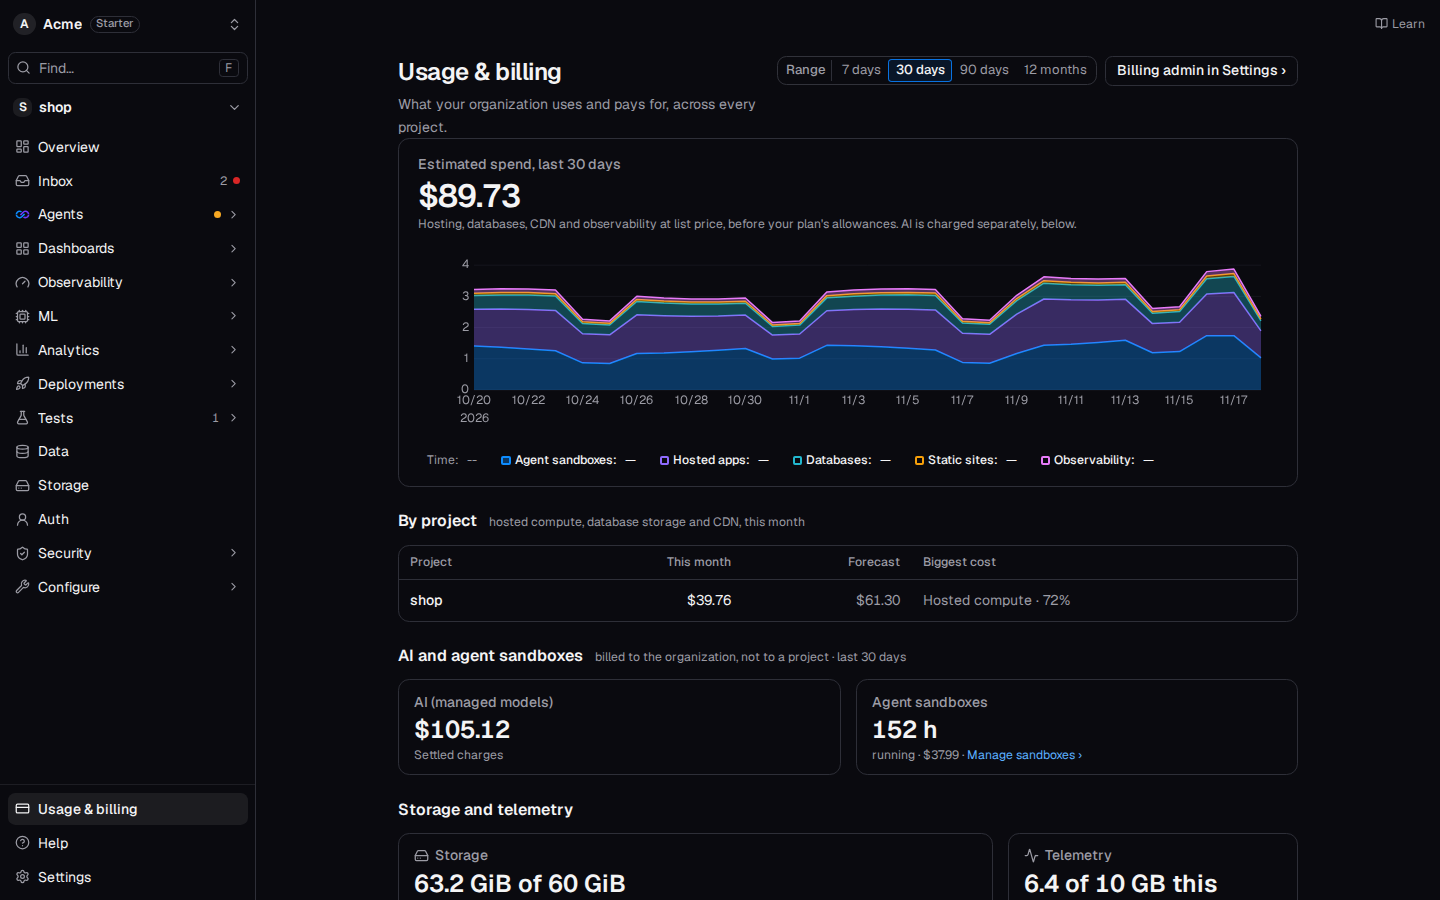 A Acme Starter
Find... F
S shop
Overview
Inbox 2
Agents
Dashboards
Observability
ML
Analytics
Deployments
Tests 1
Data
Storage
Auth
Security
Configure
Usage & billing
Help
Settings
Learn
Usage & billing
Range 7 days 30 days 90 days 12 months
Billing admin in Settings ›
What your organization uses and pays for, across every
project.
Estimated spend, last 30 days
$89.73
Hosting, databases, CDN and observability at list price, before your plan's allowances. AI is charged separately, below.
4
3
2
1
0
10/20 10/22 10/24 10/26 10/28 10/30 11/1 11/3 11/5 11/7 11/9 11/11 11/13 11/15 11/17
2026
Time: -- Agent sandboxes: — Hosted apps: — Databases: — Static sites: — Observability: —
By project hosted compute, database storage and CDN, this month
Project This month Forecast Biggest cost
shop $39.76 $61.30 Hosted compute · 72%
AI and agent sandboxes billed to the organization, not to a project · last 30 days
AI (managed models)
$105.12
Settled charges
Agent sandboxes
152 h
running · $37.99 · Manage sandboxes ›
Storage and telemetry
Storage
63.2 GiB of 60 GiB
Telemetry
6.4 of 10 GB this